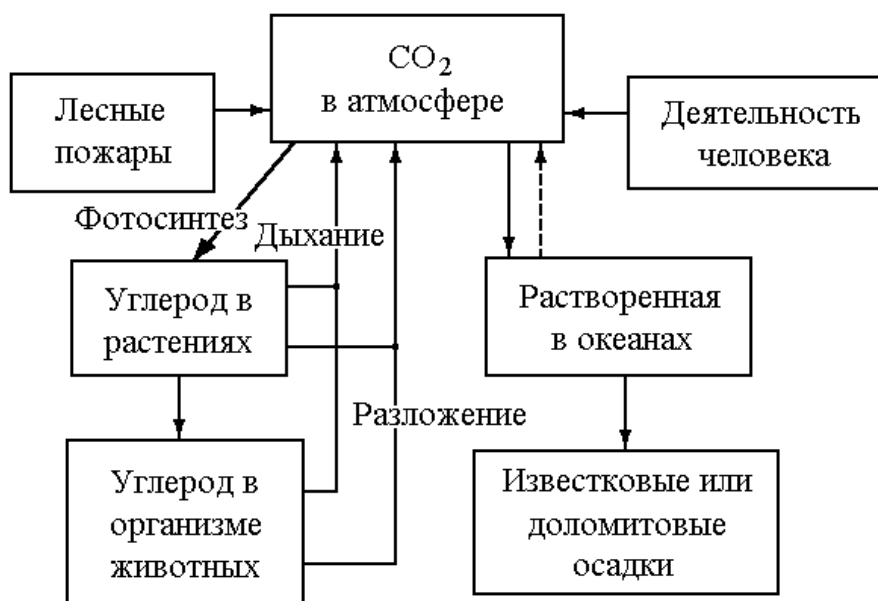 CO2
в атмосфере
Лесные
пожары
Деятельность
человека
Фотосинтез
Дыхание
Углерод в
растениях
Растворенная
в океанах
Разложение
Углерод в
организме
животных
Известковые или
доломитовые
осадки